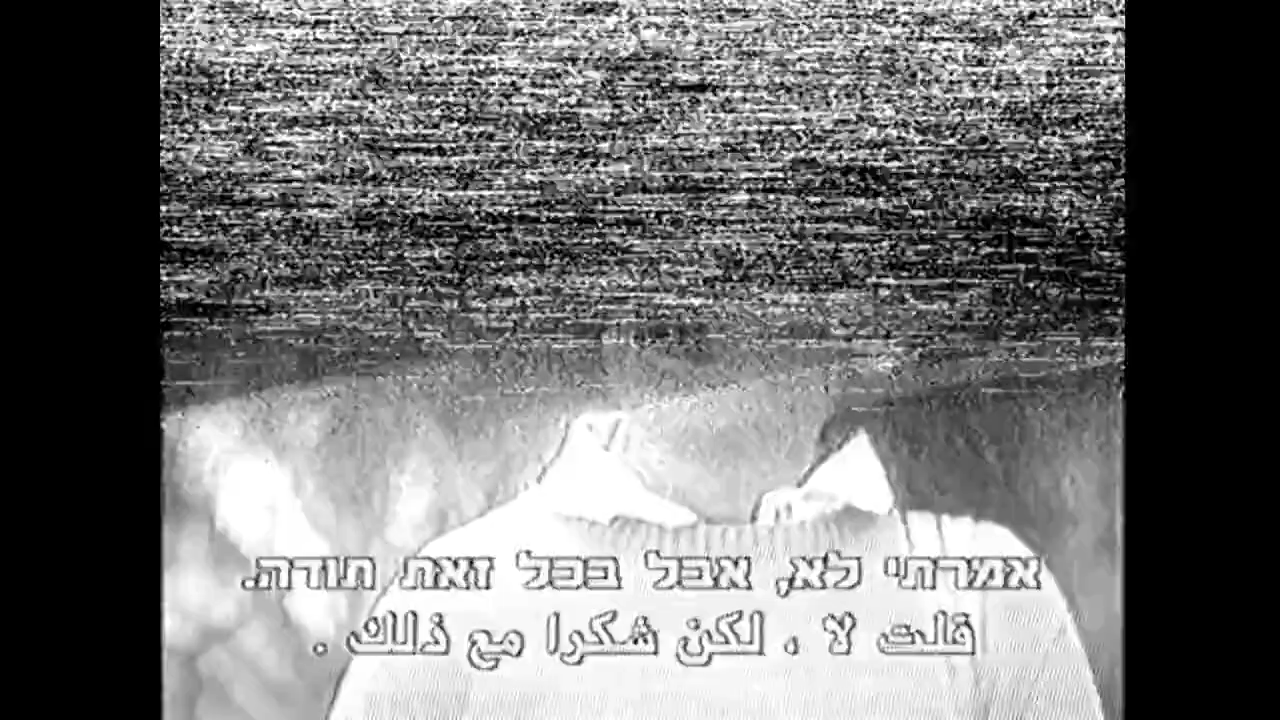 אמרתי לא, אבל בכל זאת תודה.
قلت لا ، لكن شكرا مع ذلك .